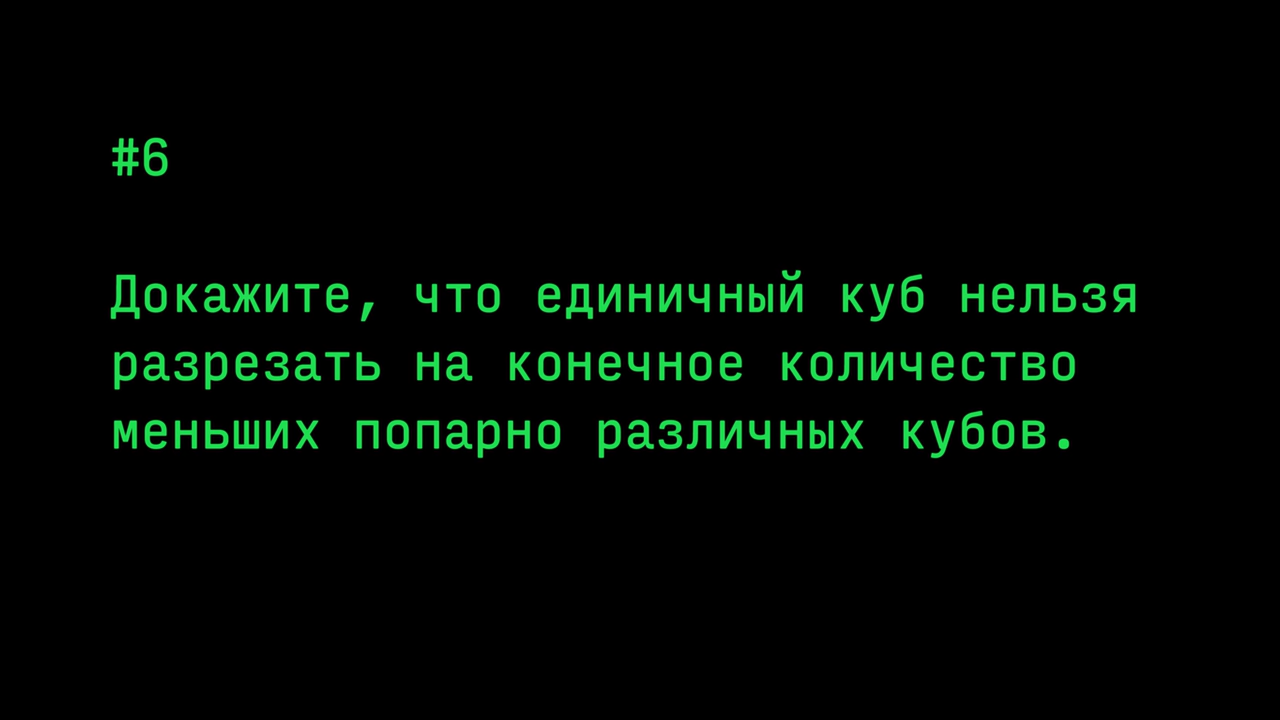 #6
Докажите, что единичный куб нельзя
разрезать на конечное количество
меньших попарно различных кубов.